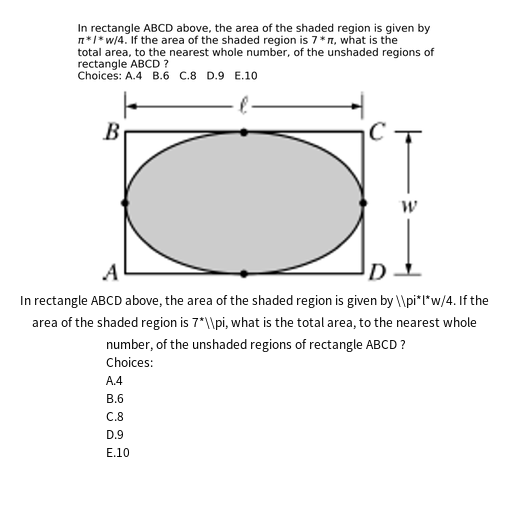 In rectangle ABCD above, the area of the shaded region is given by
π*l*w/4. If the area of the shaded region is 7*π, what is the
total area, to the nearest whole number, of the unshaded regions of
rectangle ABCD ?
Choices: A.4 B.6 C.8 D.9 E.10
ℓ
B
C
w
A
D
In rectangle ABCD above, the area of the shaded region is given by \\pi*l*w/4. If the
area of the shaded region is 7*\\pi, what is the total area, to the nearest whole
number, of the unshaded regions of rectangle ABCD ?
Choices:
A.4
B.6
C.8
D.9
E.10